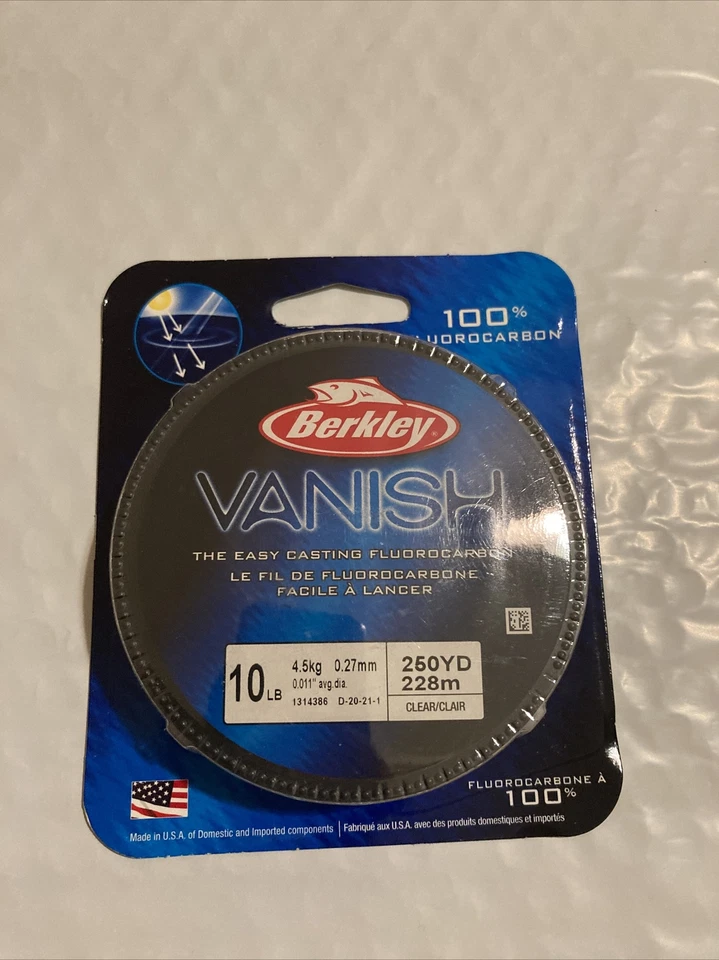 100%
FLUOROCARBON
Berkley®
VANISH
THE EASY CASTING FLUOROCARBON
LE FIL DE FLUOROCARBONE
FACILE À LANCER
10 LB
4.5kg 0.27mm
0.011" avg.dia.
1314386 D-20-21-1
250YD
228m
CLEAR/CLAIR
FLUOROCARBONE À
100%
Made in U.S.A. of Domestic and Imported components | Fabriqué aux U.S.A. avec des produits domestiques et importés